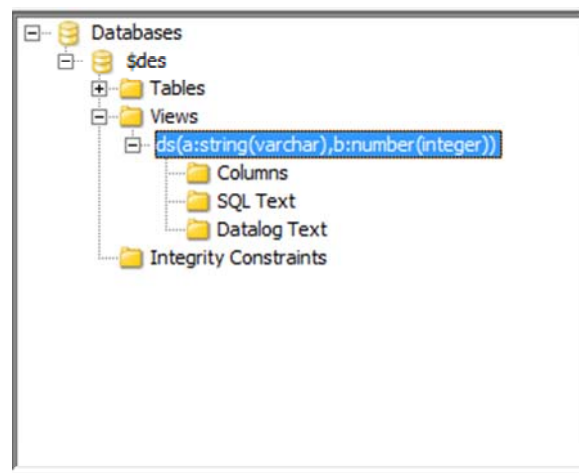 Databases
$des
Tables
Views
ds(a:string(varchar),b:number(integer))
Columns
SQL Text
Datalog Text
Integrity Constraints